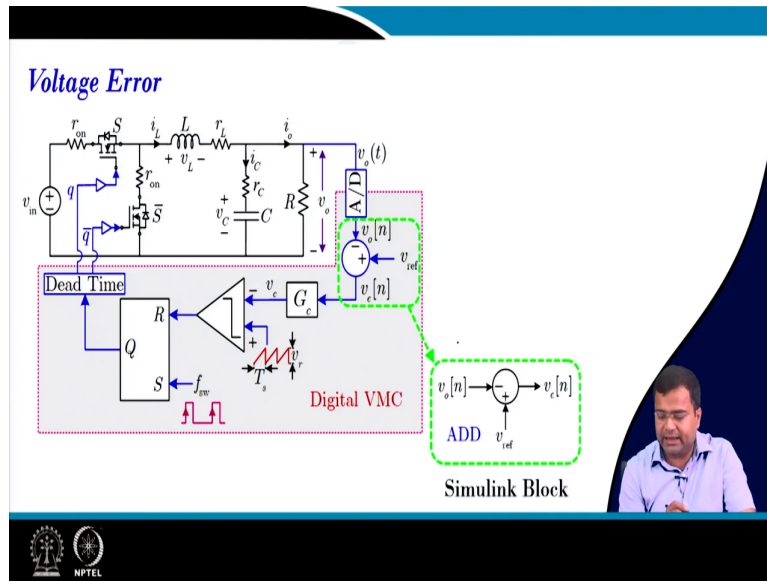 Voltage Error
r_on S i_L L r_L i_o
+ v_L − v_o(t)
i_C
q r_on r_C + A/D
v_in S̅ v_C C R v_o
q̅ v_o[n]
v_ref
Dead Time v_c v_e[n]
R G_c
Q
T_s v_r
S f_sw
Digital VMC
v_o[n] v_e[n]
ADD v_ref
Simulink Block
NPTEL